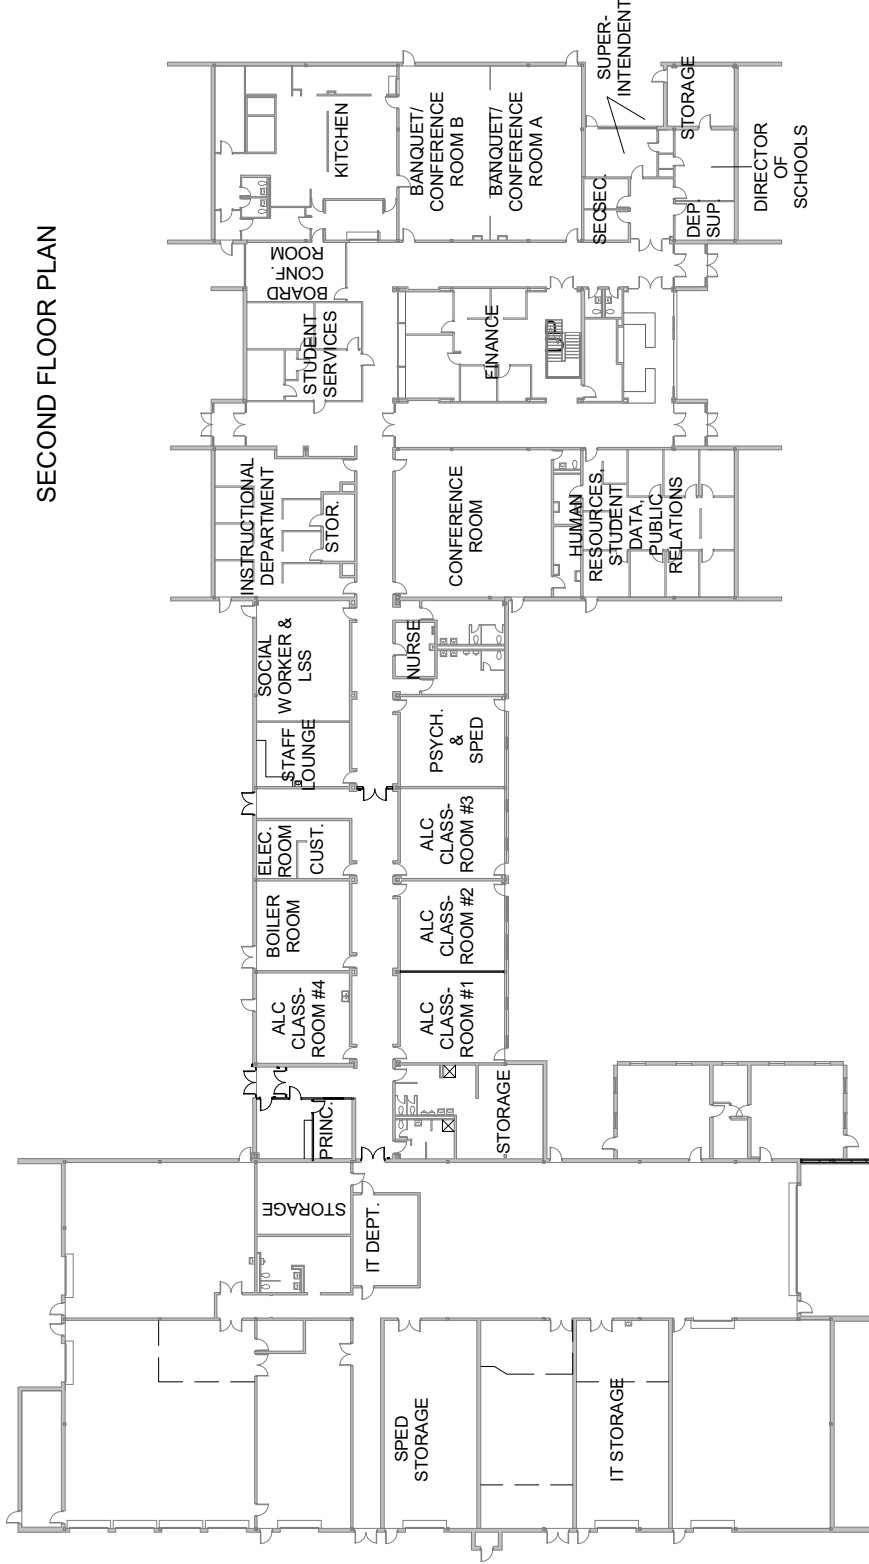 SECOND FLOOR PLAN
KITCHEN
BANQUET/
CONFERENCE
ROOM B
BANQUET/
CONFERENCE
ROOM A
SUPER-
INTENDENT
STORAGE
SEC.
SEC.
DEP.
SUP.
DIRECTOR
OF
SCHOOLS
BOARD
CONF.
ROOM
STUDENT
SERVICES
FINANCE
INSTRUCTIONAL
DEPARTMENT
STOR.
CONFERENCE
ROOM
HUMAN
RESOURCES,
STUDENT
DATA,
PUBLIC
RELATIONS
SOCIAL
WORKER &
LSS
NURSE
STAFF
LOUNGE
PSYCH.
&
SPED
ELEC.
ROOM
CUST.
ALC
CLASS-
ROOM #3
BOILER
ROOM
ALC
CLASS-
ROOM #2
ALC
CLASS-
ROOM #4
ALC
CLASS-
ROOM #1
PRINC.
STORAGE
STORAGE
IT DEPT.
SPED
STORAGE
IT STORAGE